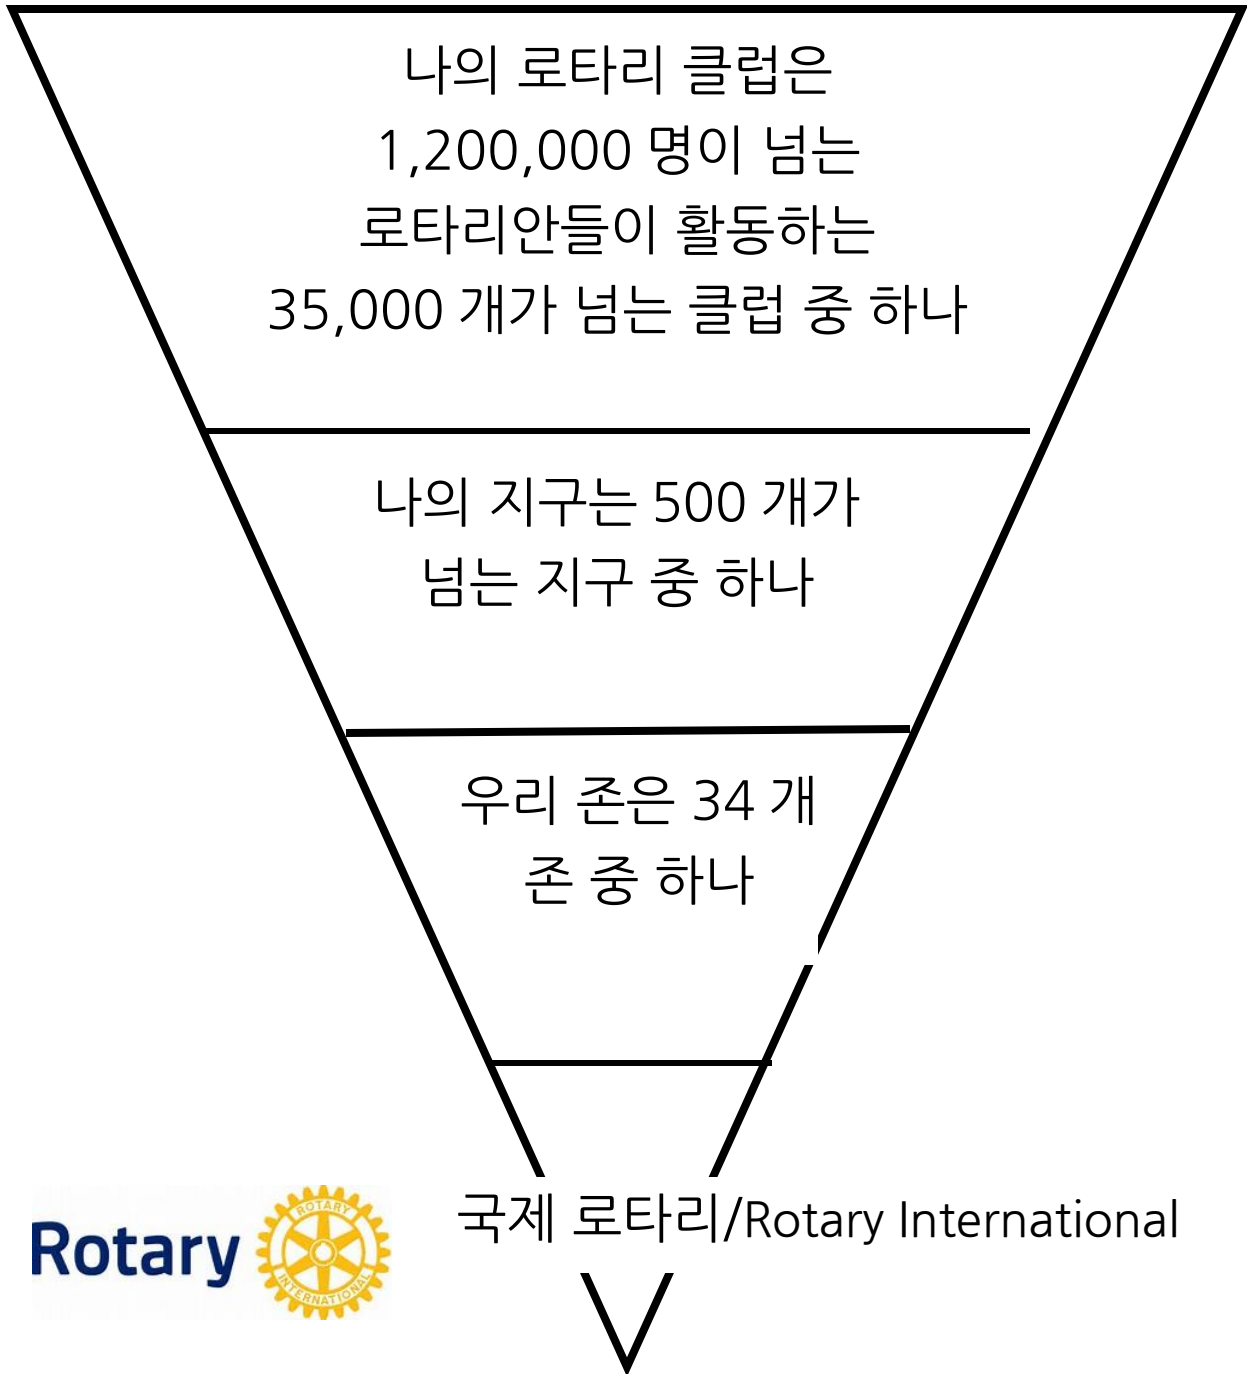 나의 로타리 클럽은
1,200,000 명이 넘는
로타리안들이 활동하는
35,000 개가 넘는 클럽 중 하나
나의 지구는 500 개가
넘는 지구 중 하나
우리 존은 34 개
존 중 하나
국제 로타리/Rotary International
Rotary
ROTARY
INTERNATIONAL